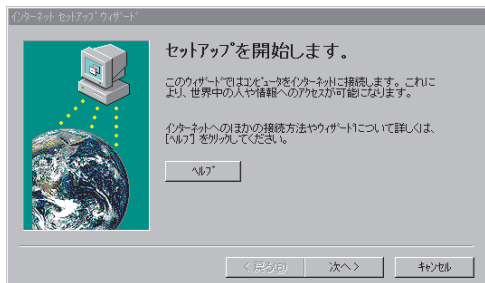 インターネット セットアップ ウィザード
セットアップを開始します。
このウィザードではコンピュータをインターネットに接続します。これに
より、世界中の人や情報へのアクセスが可能になります。
インターネットへのほかの接続方法やウィザードについて詳しくは、
[ヘルプ] をクリックしてください。
ヘルプ
< 戻る(B)
次へ >
キャンセル